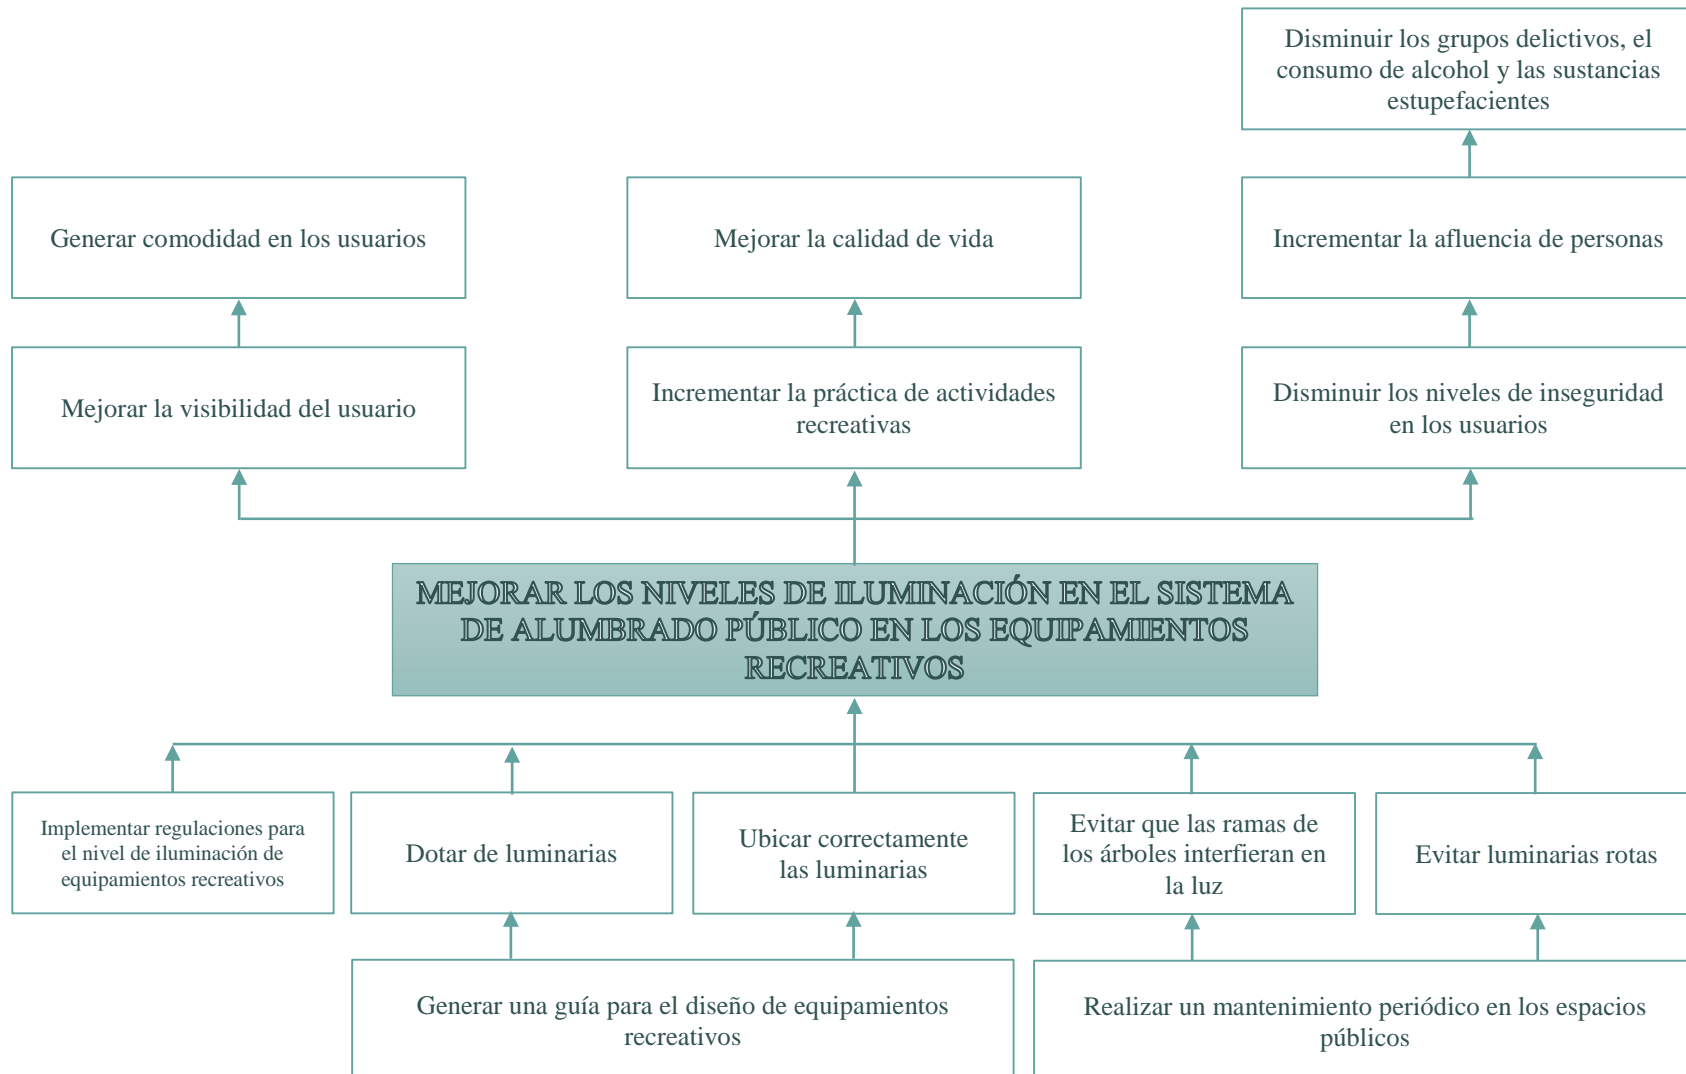 Disminuir los grupos delictivos, el
consumo de alcohol y las sustancias
estupefacientes
Generar comodidad en los usuarios
Mejorar la calidad de vida
Incrementar la afluencia de personas
Mejorar la visibilidad del usuario
Incrementar la práctica de actividades
recreativas
Disminuir los niveles de inseguridad
en los usuarios
MEJORAR LOS NIVELES DE ILUMINACIÓN EN EL SISTEMA
DE ALUMBRADO PÚBLICO EN LOS EQUIPAMIENTOS
RECREATIVOS
Implementar regulaciones para
el nivel de iluminación de
equipamientos recreativos
Dotar de luminarias
Ubicar correctamente
las luminarias
Evitar que las ramas de
los árboles interfieran en
la luz
Evitar luminarias rotas
Generar una guía para el diseño de equipamientos
recreativos
Realizar un mantenimiento periódico en los espacios
públicos